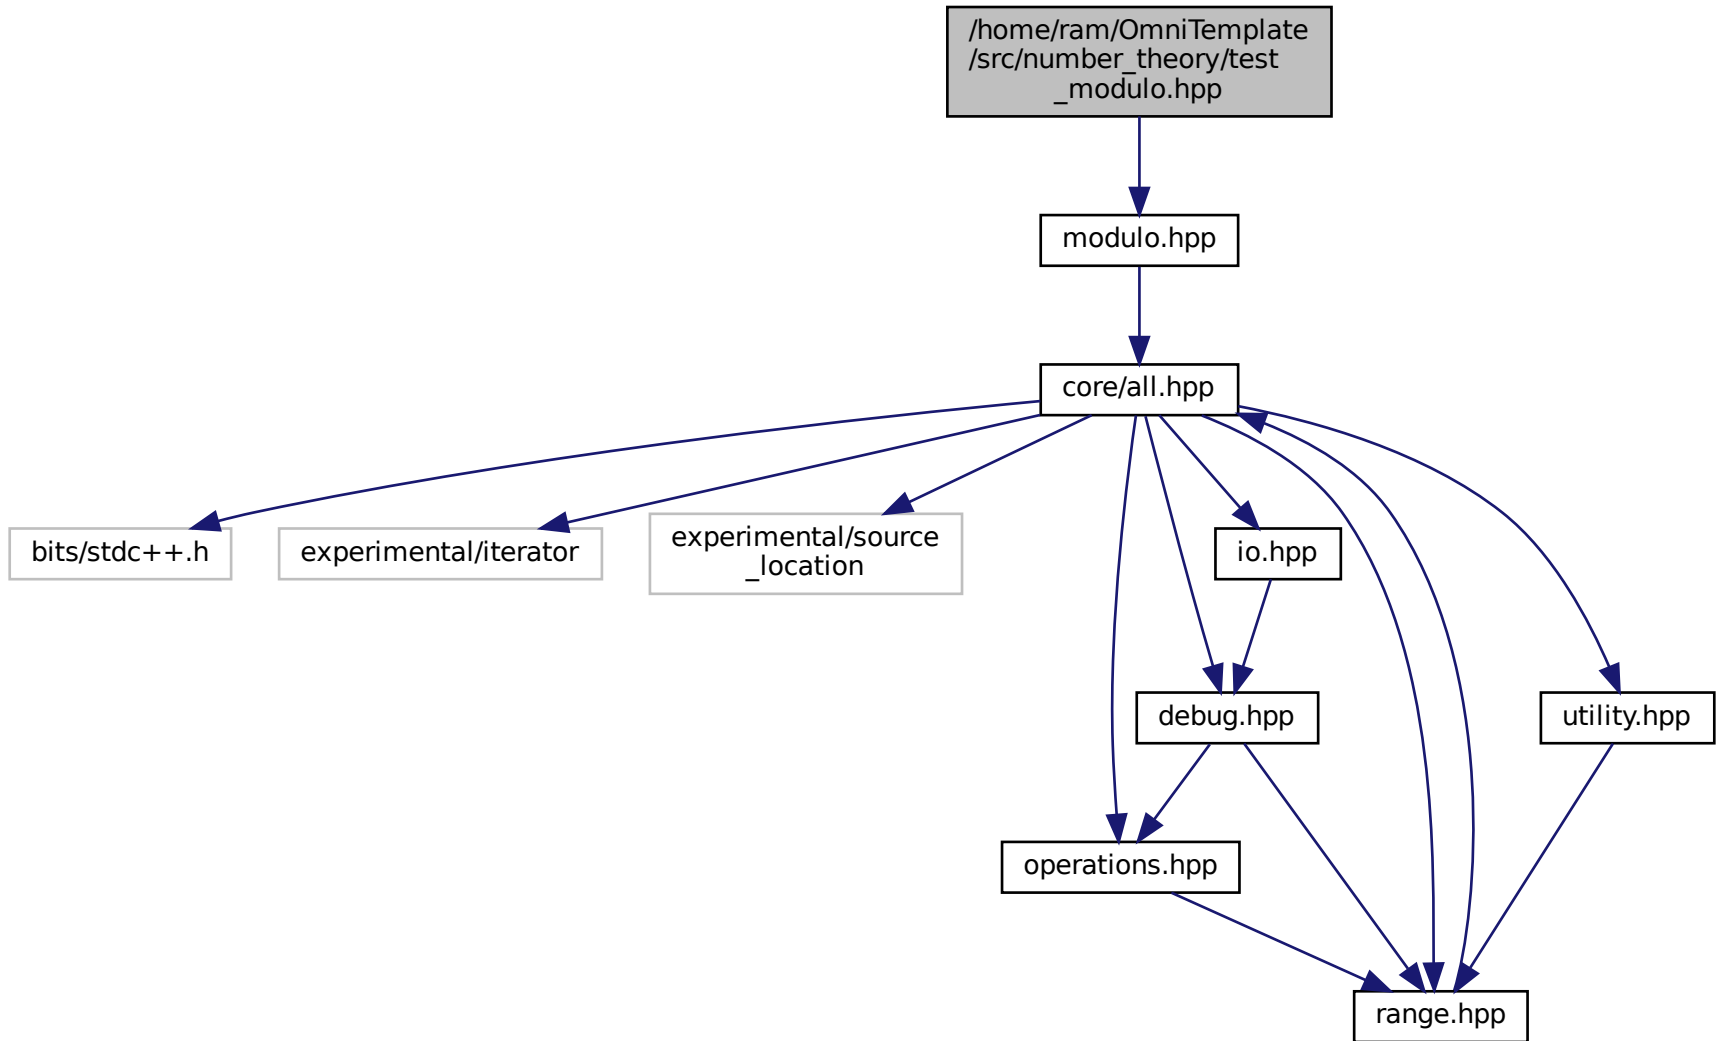 /home/ram/OmniTemplate
/src/number_theory/test
_modulo.hpp
modulo.hpp
core/all.hpp
bits/stdc++.h
experimental/iterator
experimental/source
_location
io.hpp
debug.hpp
utility.hpp
operations.hpp
range.hpp